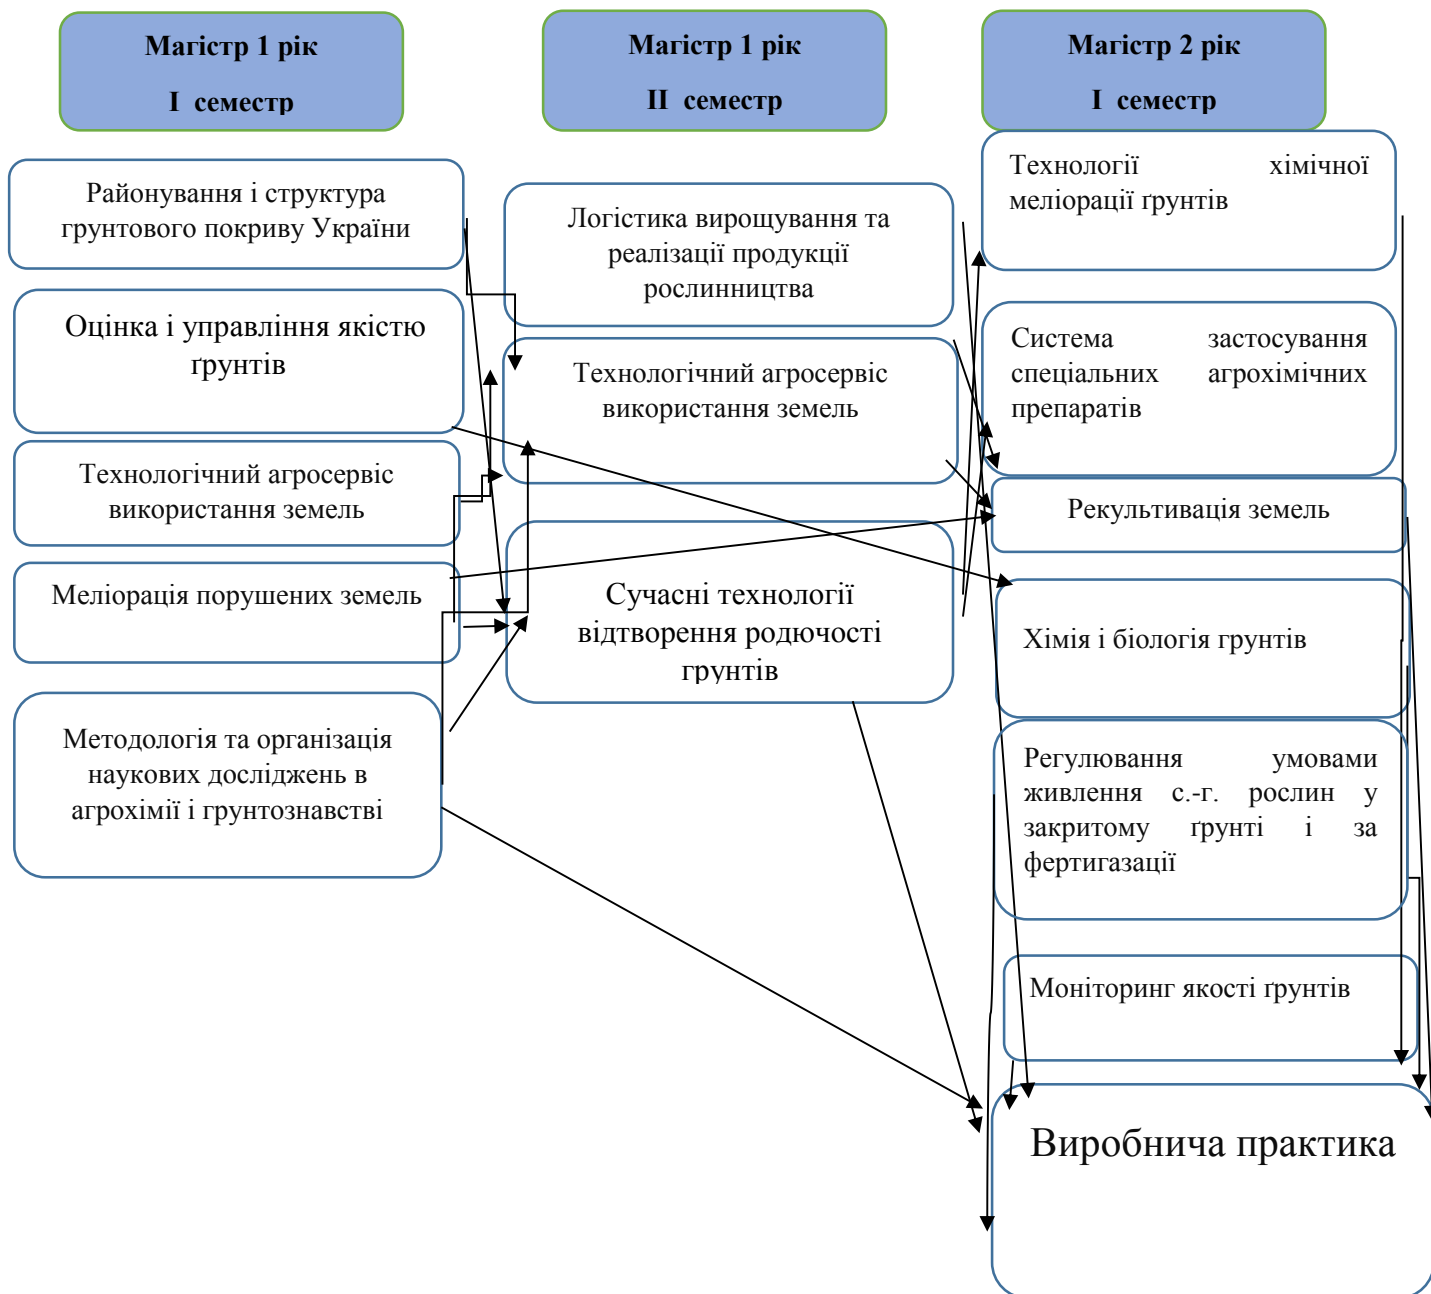 Магістр 1 рік
І семестр
Районування і структура
грунтового покриву України
Оцінка і управління якістю
ґрунтів
Технологічний агросервіс
використання земель
Меліорація порушених земель
Методологія та організація
наукових досліджень в
агрохімії і грунтознавстві
Магістр 1 рік
ІІ семестр
Логістика вирощування та
реалізації продукції
рослинництва
Технологічний агросервіс
використання земель
Сучасні технології
відтворення родючості
грунтів
Магістр 2 рік
І семестр
Технології хімічної
меліорації ґрунтів
Система застосування
спеціальних агрохімічних
препаратів
Рекультивація земель
Хімія і біологія грунтів
Регулювання умовами
живлення с.-г. рослин у
закритому ґрунті і за
фертигазації
Моніторинг якості ґрунтів
Виробнича практика